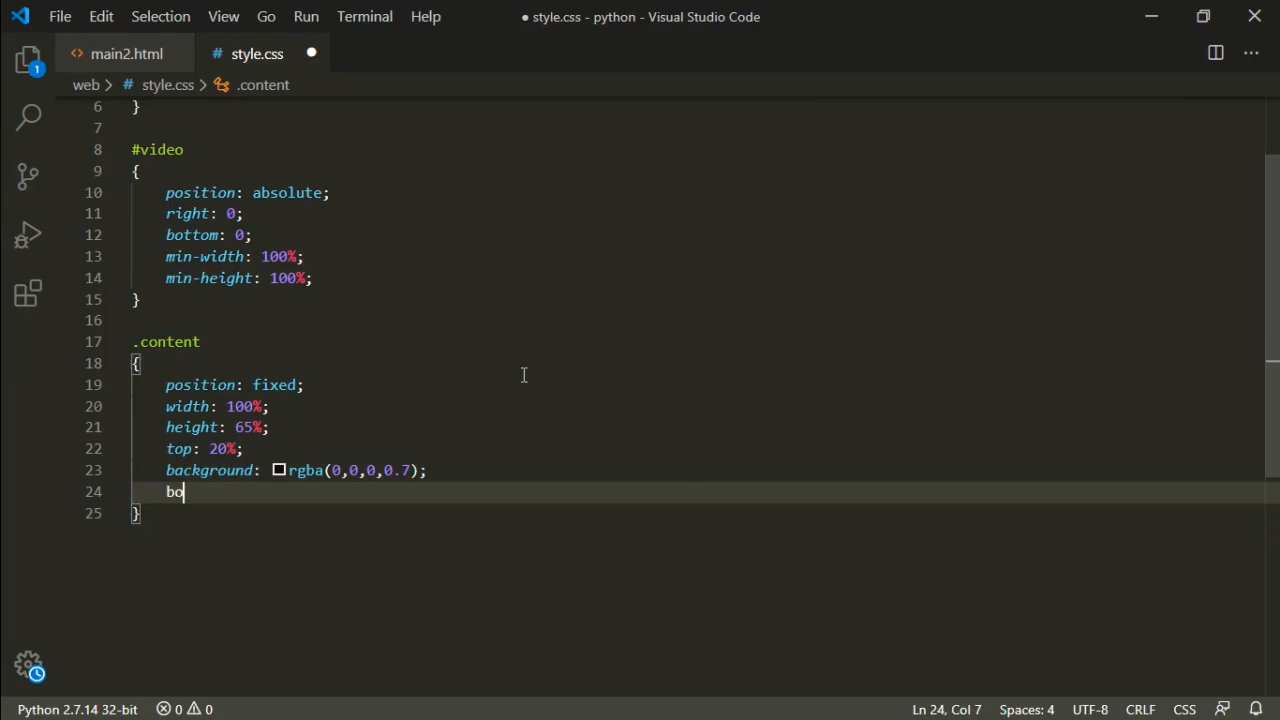 File Edit Selection View Go Run Terminal Help ● style.css - python - Visual Studio Code
<> main2.html # style.css ●
web > # style.css > .content
1
6 }
7
8 #video
9 {
10 position: absolute;
11 right: 0;
12 bottom: 0;
13 min-width: 100%;
14 min-height: 100%;
15 }
16
17 .content
18 {
19 position: fixed;
20 width: 100%;
21 height: 65%;
22 top: 20%;
23 background: rgba(0,0,0,0.7);
24 bo
25 }
Python 2.7.14 32-bit 0 0 Ln 24, Col 7 Spaces: 4 UTF-8 CRLF CSS